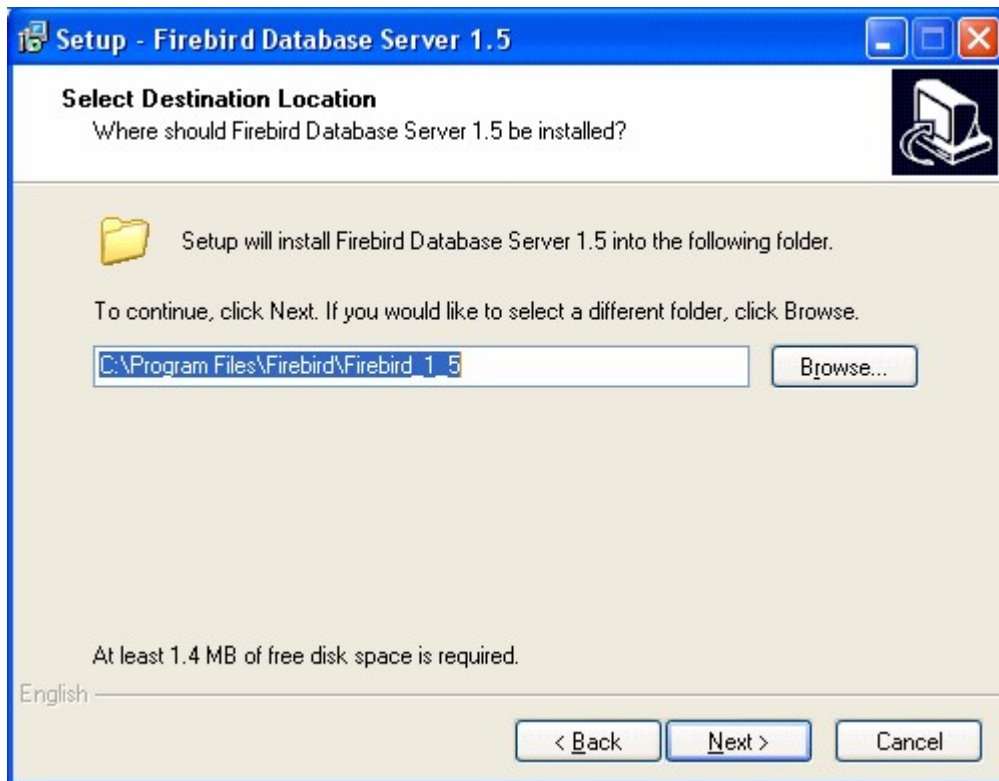 Setup - Firebird Database Server 1.5
Select Destination Location
Where should Firebird Database Server 1.5 be installed?
Setup will install Firebird Database Server 1.5 into the following folder.
To continue, click Next. If you would like to select a different folder, click Browse.
C:\Program Files\Firebird\Firebird_1_5
Browse...
At least 1.4 MB of free disk space is required.
English
< Back
Next >
Cancel